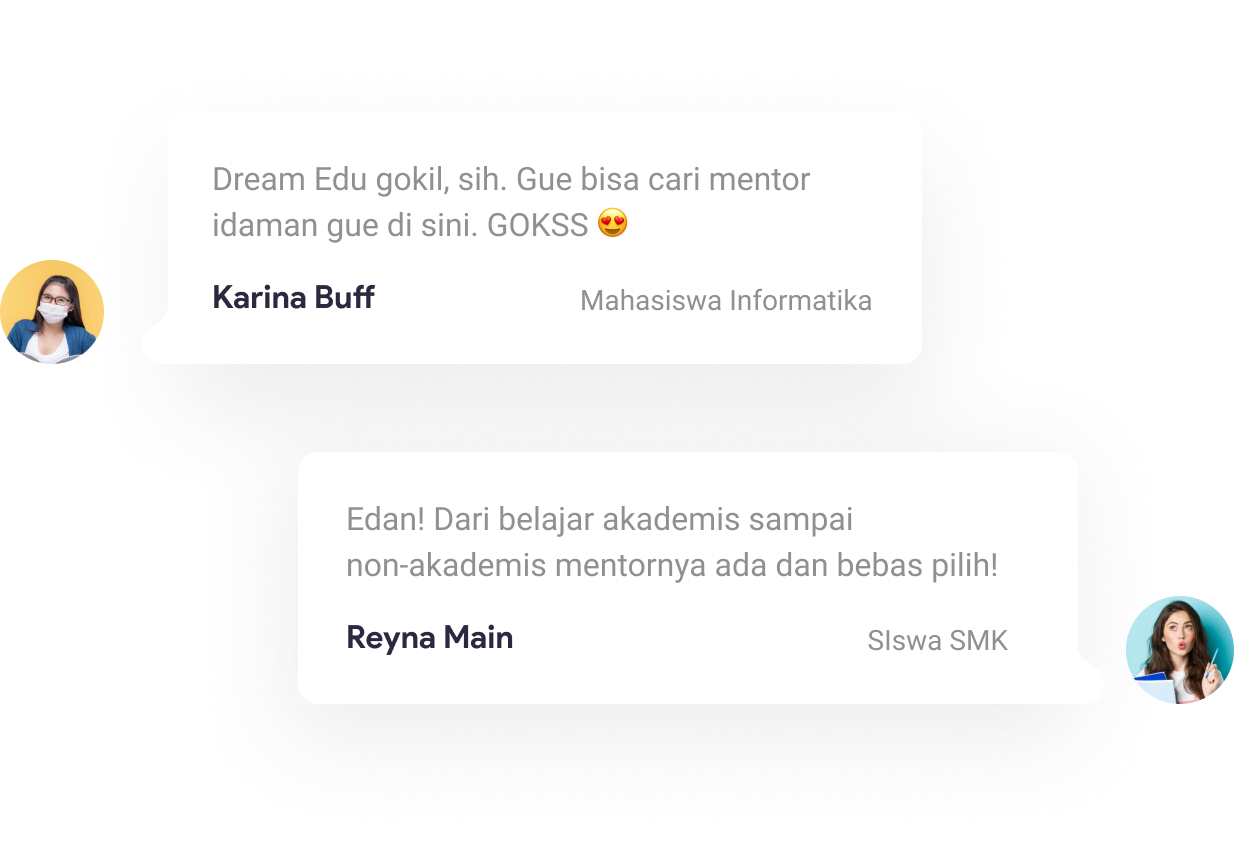 Dream Edu gokil, sih. Gue bisa cari mentor
idaman gue di sini. GOKSS 😍
Karina Buff
Mahasiswa Informatika
Edan! Dari belajar akademis sampai
non-akademis mentornya ada dan bebas pilih!
Reyna Main
SIswa SMK